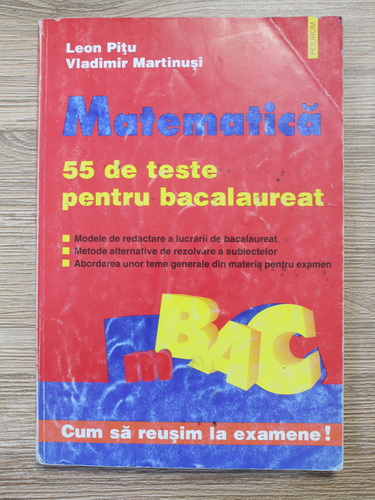 POLIROM
Leon Pițu
Vladimir Martinuși
Matematică
55 de teste
pentru bacalaureat
Modele de redactare a lucrării de bacalaureat
Metode alternative de rezolvare a subiectelor
Abordarea unor teme generale din materia pentru examen
m
BAC
Cum să reușim la examene!